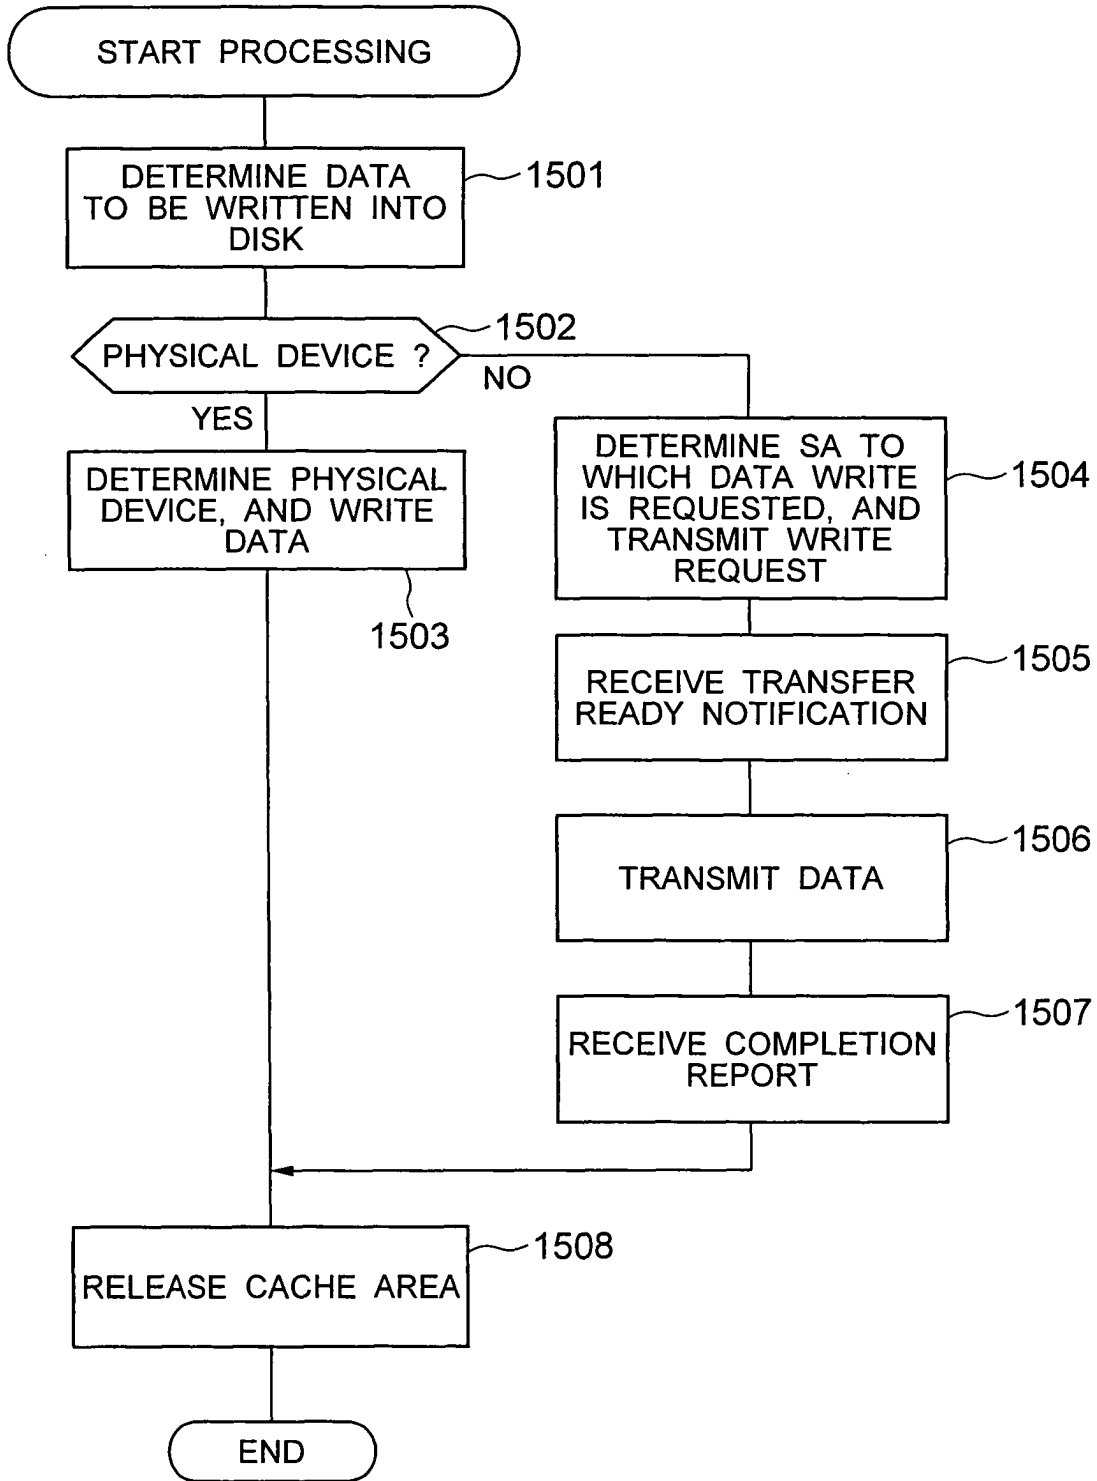 START PROCESSING
DETERMINE DATA
TO BE WRITTEN INTO
DISK
1501
PHYSICAL DEVICE ?
1502
NO
YES
DETERMINE PHYSICAL
DEVICE, AND WRITE
DATA
1503
DETERMINE SA TO
WHICH DATA WRITE
IS REQUESTED, AND
TRANSMIT WRITE
REQUEST
1504
RECEIVE TRANSFER
READY NOTIFICATION
1505
TRANSMIT DATA
1506
RECEIVE COMPLETION
REPORT
1507
RELEASE CACHE AREA
1508
END